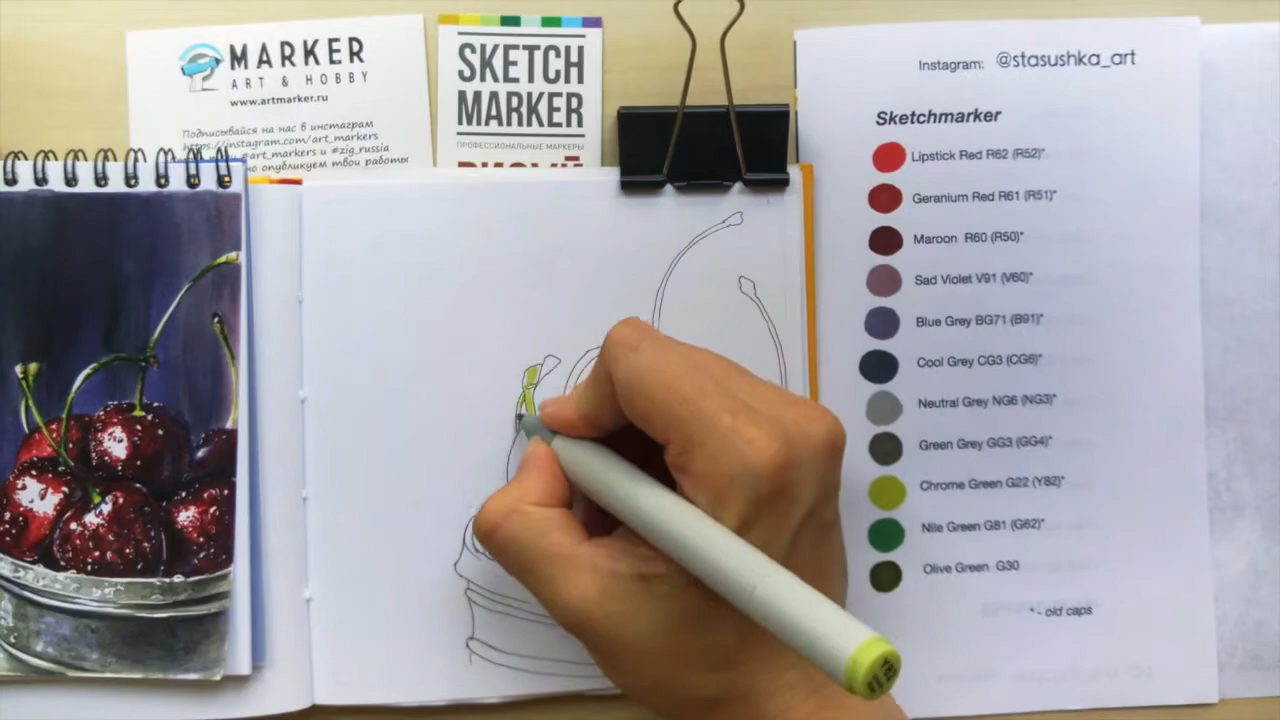 MARKER
ART & HOBBY
www.artmarker.ru
Подписывайся на нас в инстаграм
https://instagram.com/art_markers
#art_markers и #zig_russia
но опубликуем твои работы
SKETCH
MARKER
ПРОФЕССИОНАЛЬНЫЕ МАРКЕРЫ
Instagram: @stasushka_art
Sketchmarker
Lipstick Red R62 (R52)*
Geranium Red R61 (R51)*
Maroon R60 (R50)*
Sad Violet V91 (V60)*
Blue Grey BG71 (B91)*
Cool Grey CG3 (CG6)*
Neutral Grey NG6 (NG3)*
Green Grey GG3 (GG4)*
Chrome Green G22 (Y82)*
Nile Green G81 (G62)*
Olive Green G30
* - old caps
Y82